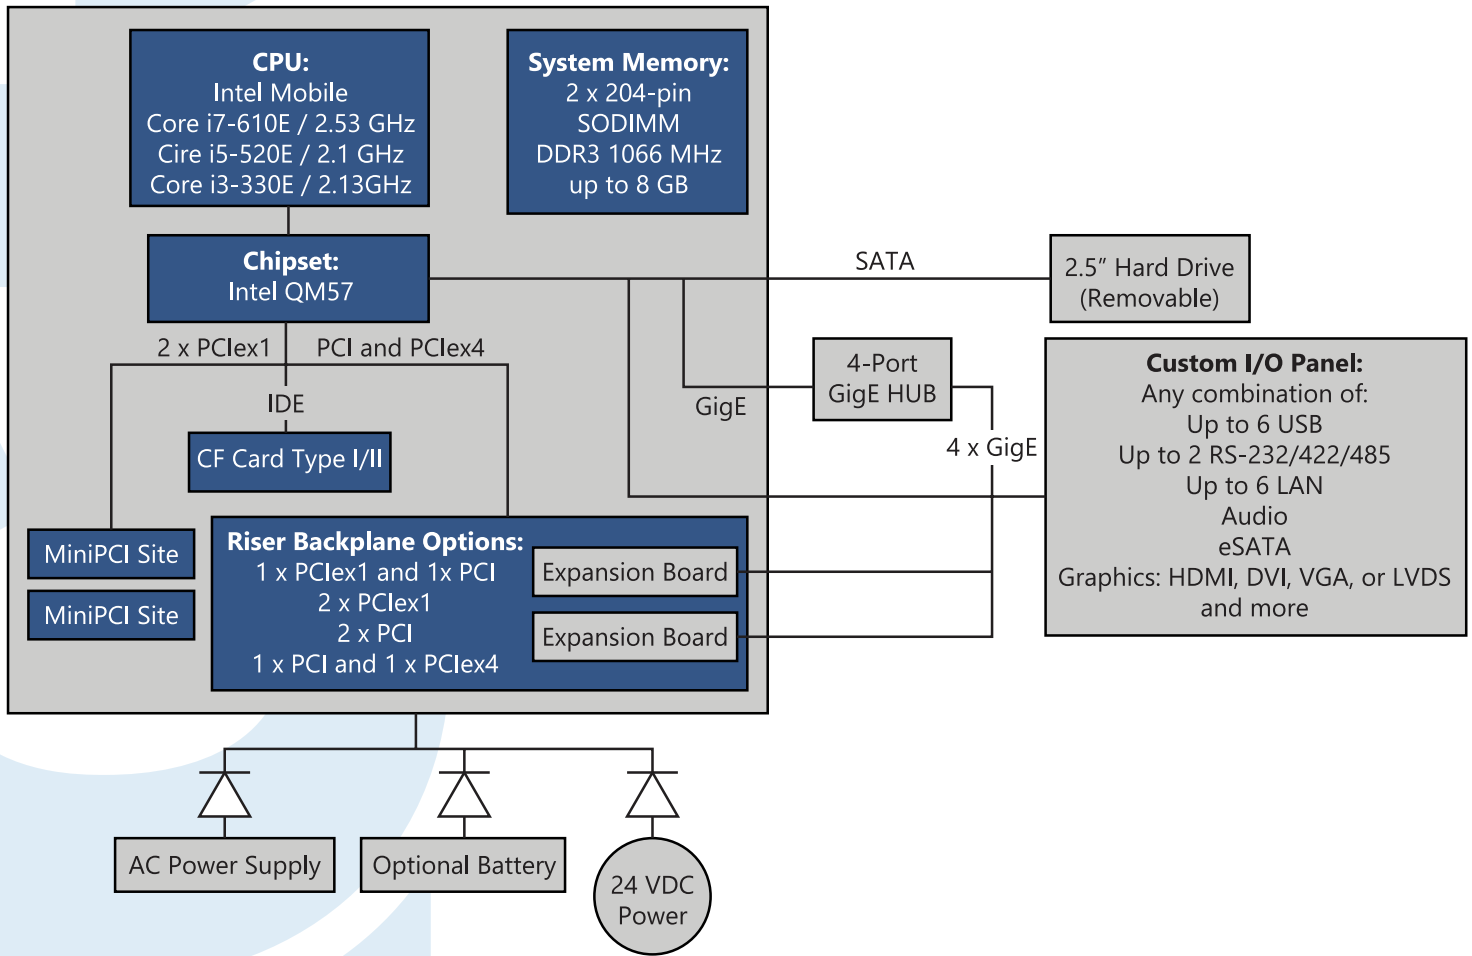 CPU:
Intel Mobile
Core i7-610E / 2.53 GHz
Cire i5-520E / 2.1 GHz
Core i3-330E / 2.13GHz
System Memory:
2 x 204-pin
SODIMM
DDR3 1066 MHz
up to 8 GB
Chipset:
Intel QM57
SATA
2.5” Hard Drive
(Removable)
2 x PCIex1
PCI and PCIex4
IDE
CF Card Type I/II
GigE
4-Port
GigE HUB
4 x GigE
Custom I/O Panel:
Any combination of:
Up to 6 USB
Up to 2 RS-232/422/485
Up to 6 LAN
Audio
eSATA
Graphics: HDMI, DVI, VGA, or LVDS
and more
MiniPCI Site
MiniPCI Site
Riser Backplane Options:
1 x PCIex1 and 1x PCI
2 x PCIex1
2 x PCI
1 x PCI and 1 x PCIex4
Expansion Board
Expansion Board
AC Power Supply
Optional Battery
24 VDC
Power